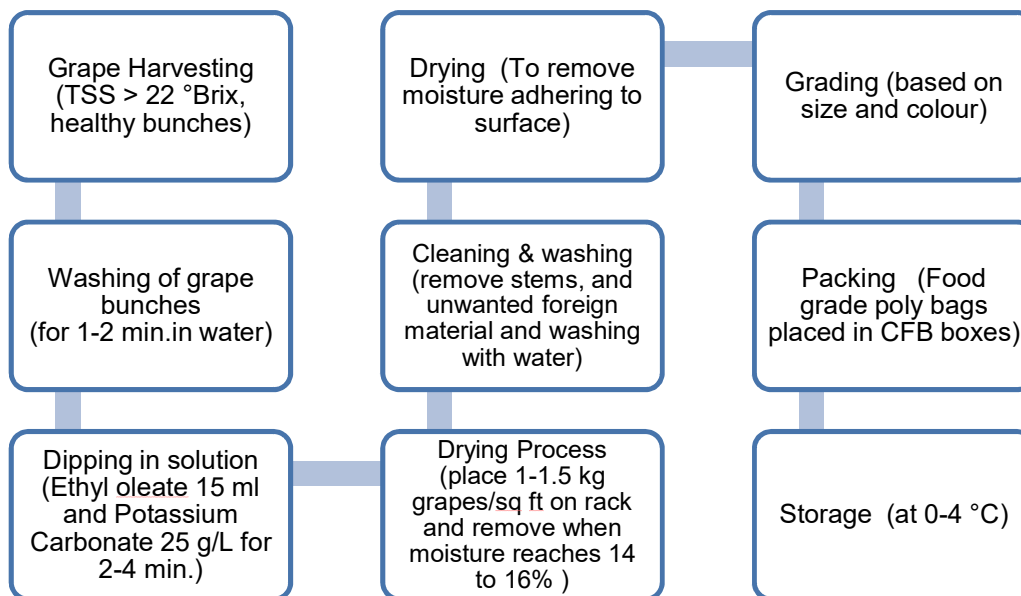 Grape Harvesting
(TSS > 22 °Brix,
healthy bunches)
Washing of grape
bunches
(for 1-2 min.in water)
Dipping in solution
(Ethyl oleate 15 ml
and Potassium
Carbonate 25 g/L for
2-4 min.)
Drying Process
(place 1-1.5 kg
grapes/sq ft on rack
and remove when
moisture reaches 14
to 16% )
Cleaning & washing
(remove stems, and
unwanted foreign
material and washing
with water)
Drying (To remove
moisture adhering to
surface)
Grading (based on
size and colour)
Packing (Food
grade poly bags
placed in CFB boxes)
Storage (at 0-4 °C)